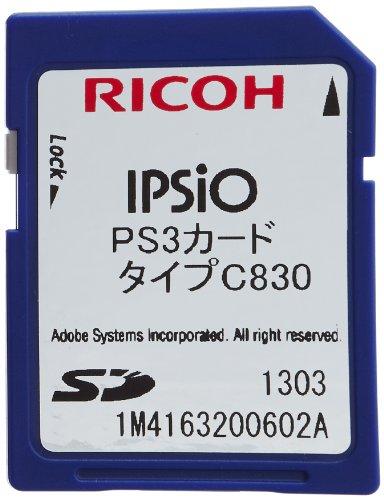 RICOH
Lock
IPSiO
PS3カード
タイプC830
Adobe Systems Incorporated. All right reserved.
SD 1303
1M4163200602A